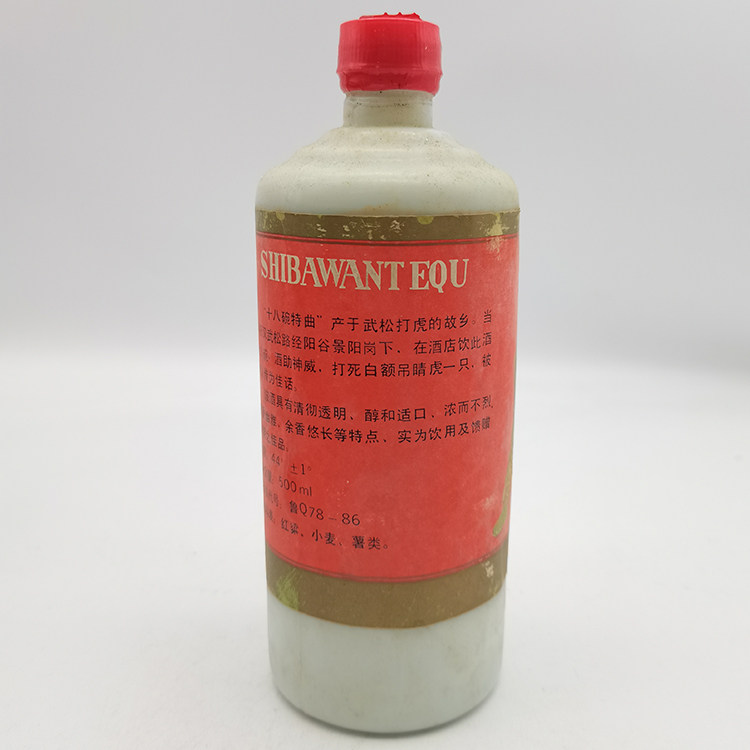 SHIBAWANTEQU
“十八碗特曲”产于武松打虎的故乡。当
武松路经阳谷景阳岗下、在酒店饮此酒
酒助神威,打死白额吊睛虎一只,被
为佳话。
酒具有清彻透明、醇和适口、浓而不烈、
余香悠长等特点、实为饮用及馈赠
佳品。
44°±1°
500ml
鲁Q78-86
小麦、薯类。